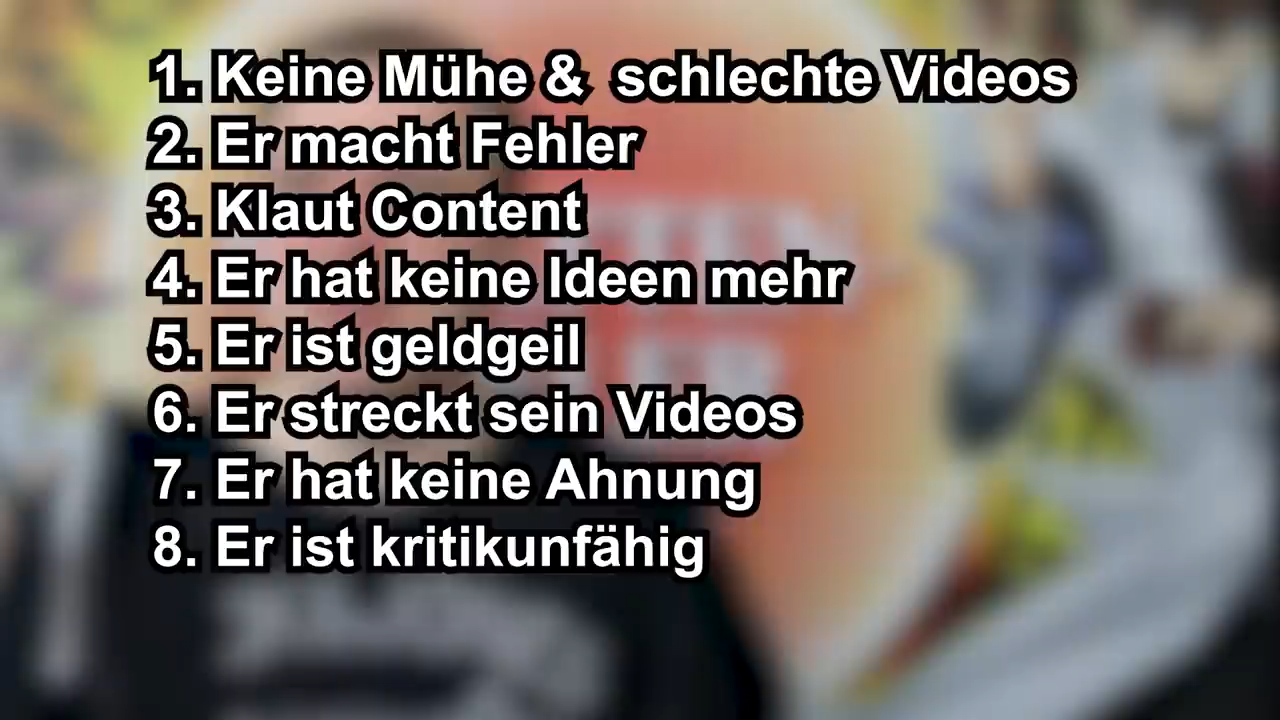 1. Keine Mühe &  schlechte Videos
2. Er macht Fehler
3. Klaut Content
4. Er hat keine Ideen mehr
5. Er ist geldgeil
6. Er streckt sein Videos
7. Er hat keine Ahnung
8. Er ist kritikunfähig